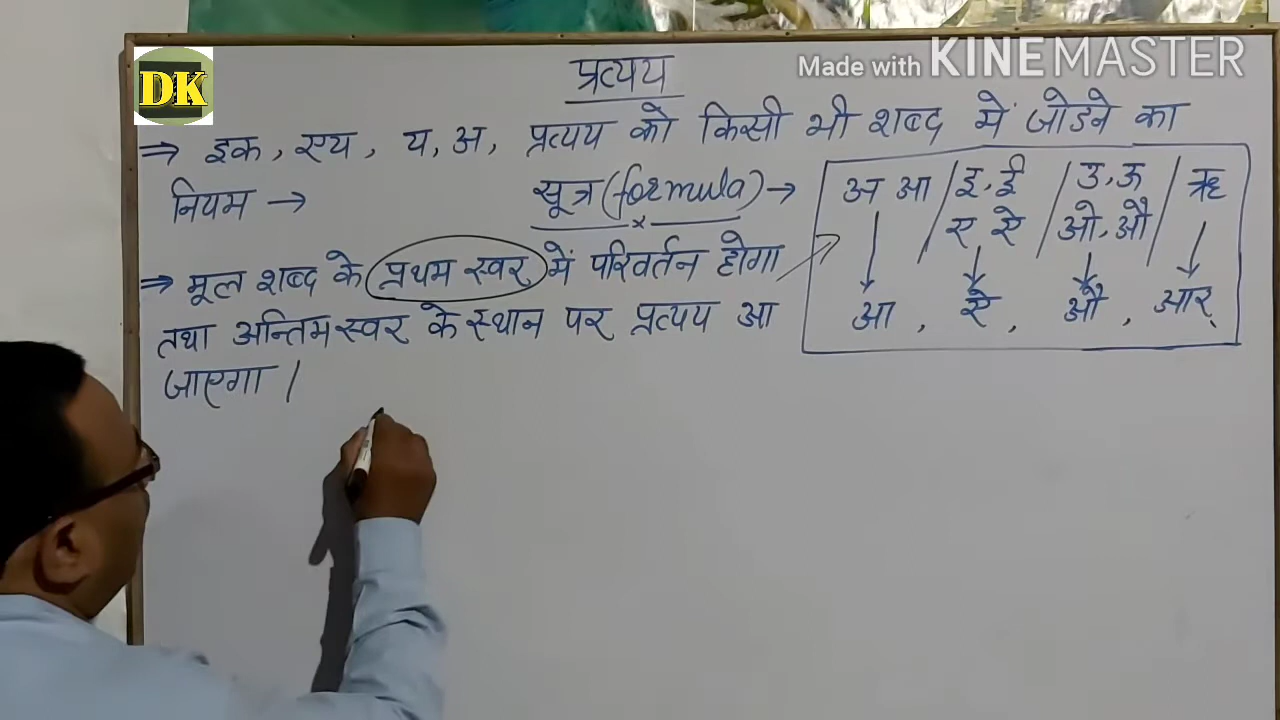 DK
Made with KINEMASTER
प्रत्यय
⇒ इक, एय, य, अ, प्रत्यय को किसी भी शब्द में जोडने का
नियम → सूत्र (formula) →
अ आ / इ, ई / उ, ऊ / ऋ
ए, ऐ / ओ, औ
आ, ऐ, औ, आर्
⇒ मूल शब्द के प्रथम स्वर में परिवर्तन होगा
तथा अन्तिम स्वर के स्थान पर प्रत्यय आ
जाएगा ।